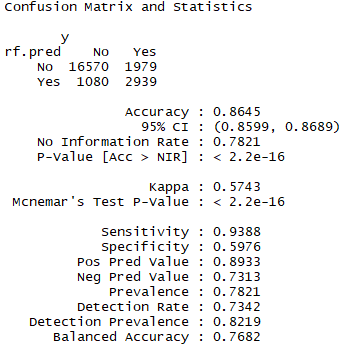 Confusion Matrix and Statistics
y
rf.pred No Yes
No 16570 1979
Yes 1080 2939
Accuracy : 0.8645
95% CI : (0.8599, 0.8689)
No Information Rate : 0.7821
P-Value [Acc > NIR] : < 2.2e-16
Kappa : 0.5743
Mcnemar's Test P-Value : < 2.2e-16
Sensitivity : 0.9388
Specificity : 0.5976
Pos Pred Value : 0.8933
Neg Pred Value : 0.7313
Prevalence : 0.7821
Detection Rate : 0.7342
Detection Prevalence : 0.8219
Balanced Accuracy : 0.7682